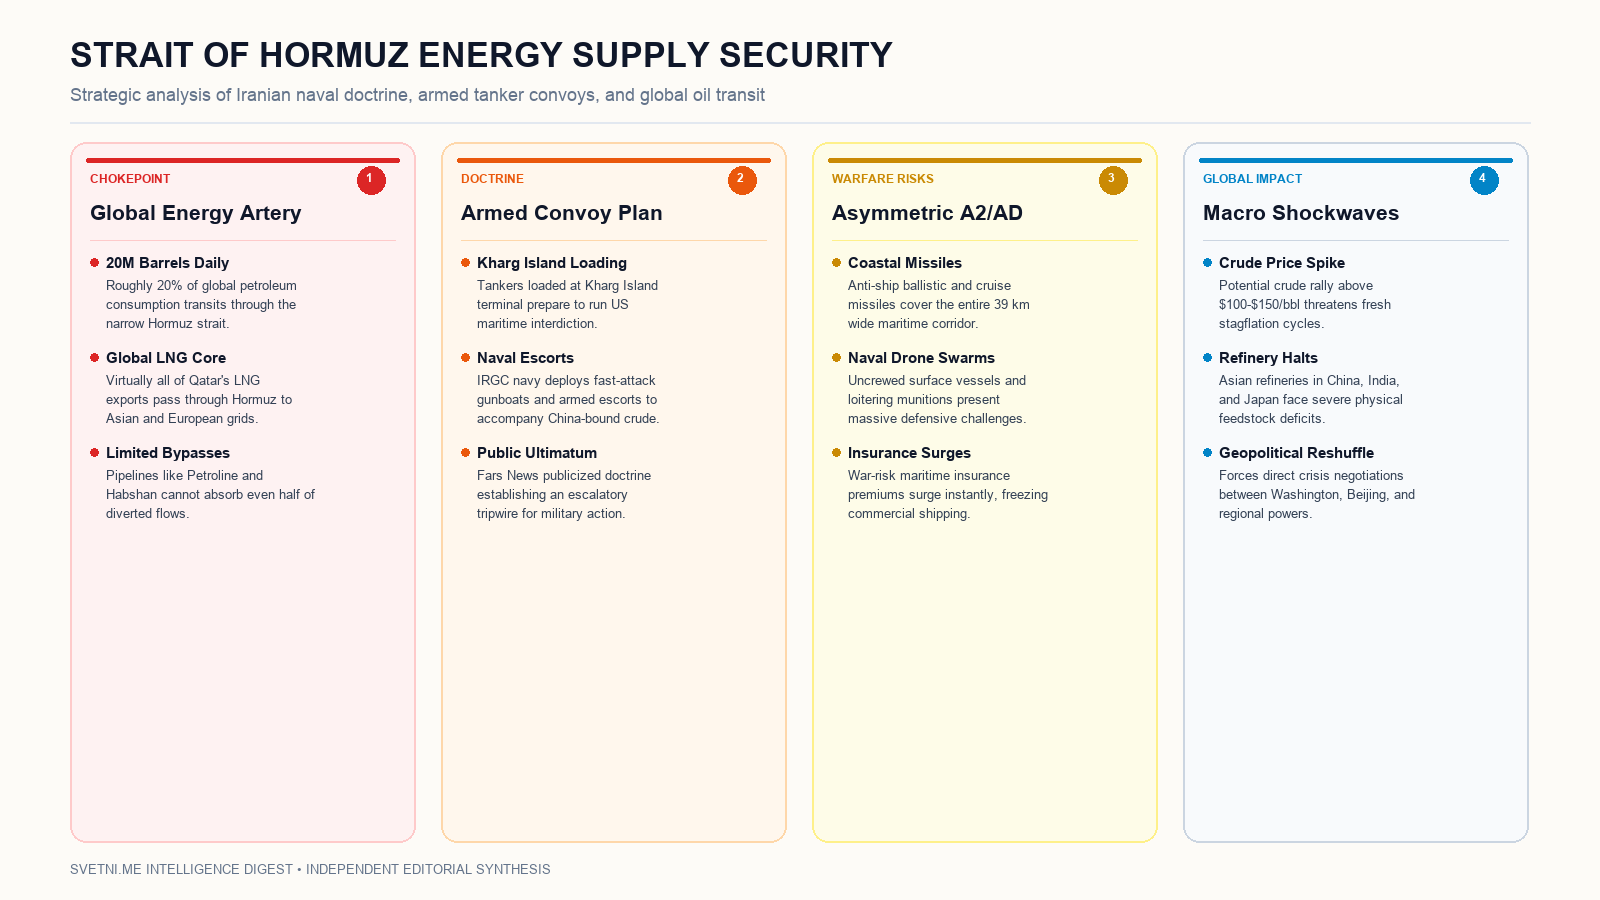 STRAIT OF HORMUZ ENERGY SUPPLY SECURITY
Strategic analysis of Iranian naval doctrine, armed tanker convoys, and global oil transit
CHOKEPOINT
1
Global Energy Artery
20M Barrels Daily
Roughly 20% of global petroleum
consumption transits through the
narrow Hormuz strait.
Global LNG Core
Virtually all of Qatar's LNG
exports pass through Hormuz to
Asian and European grids.
Limited Bypasses
Pipelines like Petroline and
Habshan cannot absorb even half of
diverted flows.
DOCTRINE
2
Armed Convoy Plan
Kharg Island Loading
Tankers loaded at Kharg Island
terminal prepare to run US
maritime interdiction.
Naval Escorts
IRGC navy deploys fast-attack
gunboats and armed escorts to
accompany China-bound crude.
Public Ultimatum
Fars News publicized doctrine
establishing an escalatory
tripwire for military action.
WARFARE RISKS
3
Asymmetric A2/AD
Coastal Missiles
Anti-ship ballistic and cruise
missiles cover the entire 39 km
wide maritime corridor.
Naval Drone Swarms
Uncrewed surface vessels and
loitering munitions present
massive defensive challenges.
Insurance Surges
War-risk maritime insurance
premiums surge instantly, freezing
commercial shipping.
GLOBAL IMPACT
4
Macro Shockwaves
Crude Price Spike
Potential crude rally above
$100-$150/bbl threatens fresh
stagflation cycles.
Refinery Halts
Asian refineries in China, India,
and Japan face severe physical
feedstock deficits.
Geopolitical Reshuffle
Forces direct crisis negotiations
between Washington, Beijing, and
regional powers.
SVETNI.ME INTELLIGENCE DIGEST • INDEPENDENT EDITORIAL SYNTHESIS